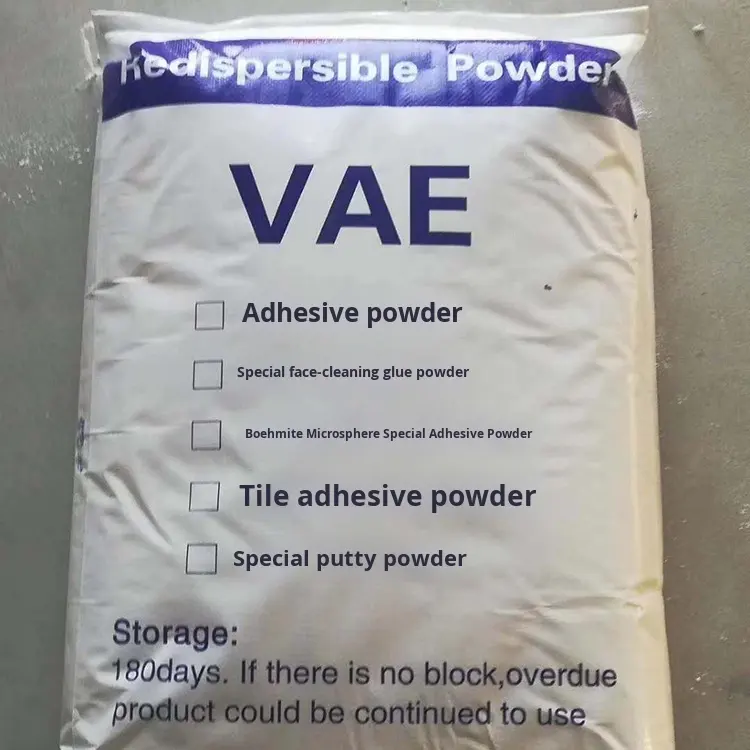 Redispersible Powder
VAE
Adhesive powder
Special face-cleaning glue powder
Boehmite Microsphere Special Adhesive Powder
Tile adhesive powder
Special putty powder
Storage:
180days. If there is no block,overdue
product could be continued to use